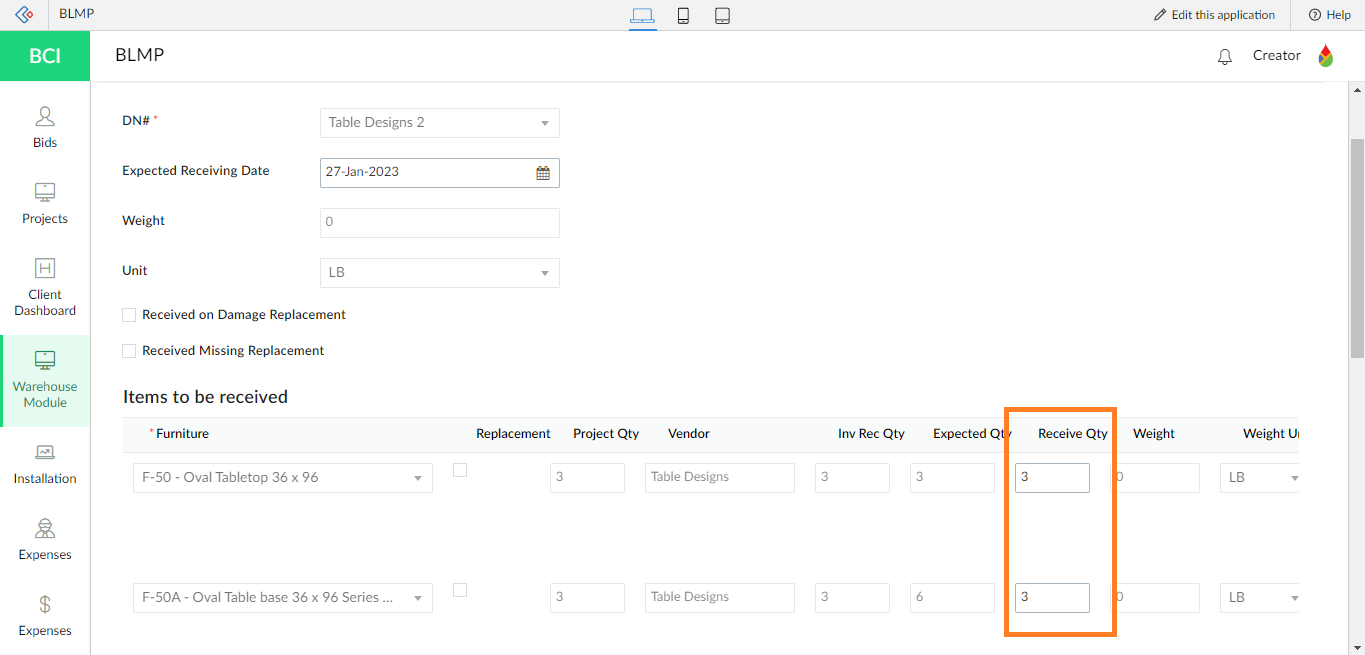 BLMP
Edit this application
Help
BCI
BLMP
Creator
Bids
Projects
Client
Dashboard
Warehouse
Module
Installation
Expenses
Expenses
DN# *
Table Designs 2
Expected Receiving Date
27-Jan-2023
Weight
0
Unit
LB
Received on Damage Replacement
Received Missing Replacement
Items to be received
* Furniture Replacement Project Qty Vendor Inv Rec Qty Expected Qty Receive Qty Weight Weight Un
F-50 - Oval Tabletop 36 x 96 3 Table Designs 3 3 3 0 LB
F-50A - Oval Table base 36 x 96 Series ... 3 Table Designs 3 6 3 0 LB